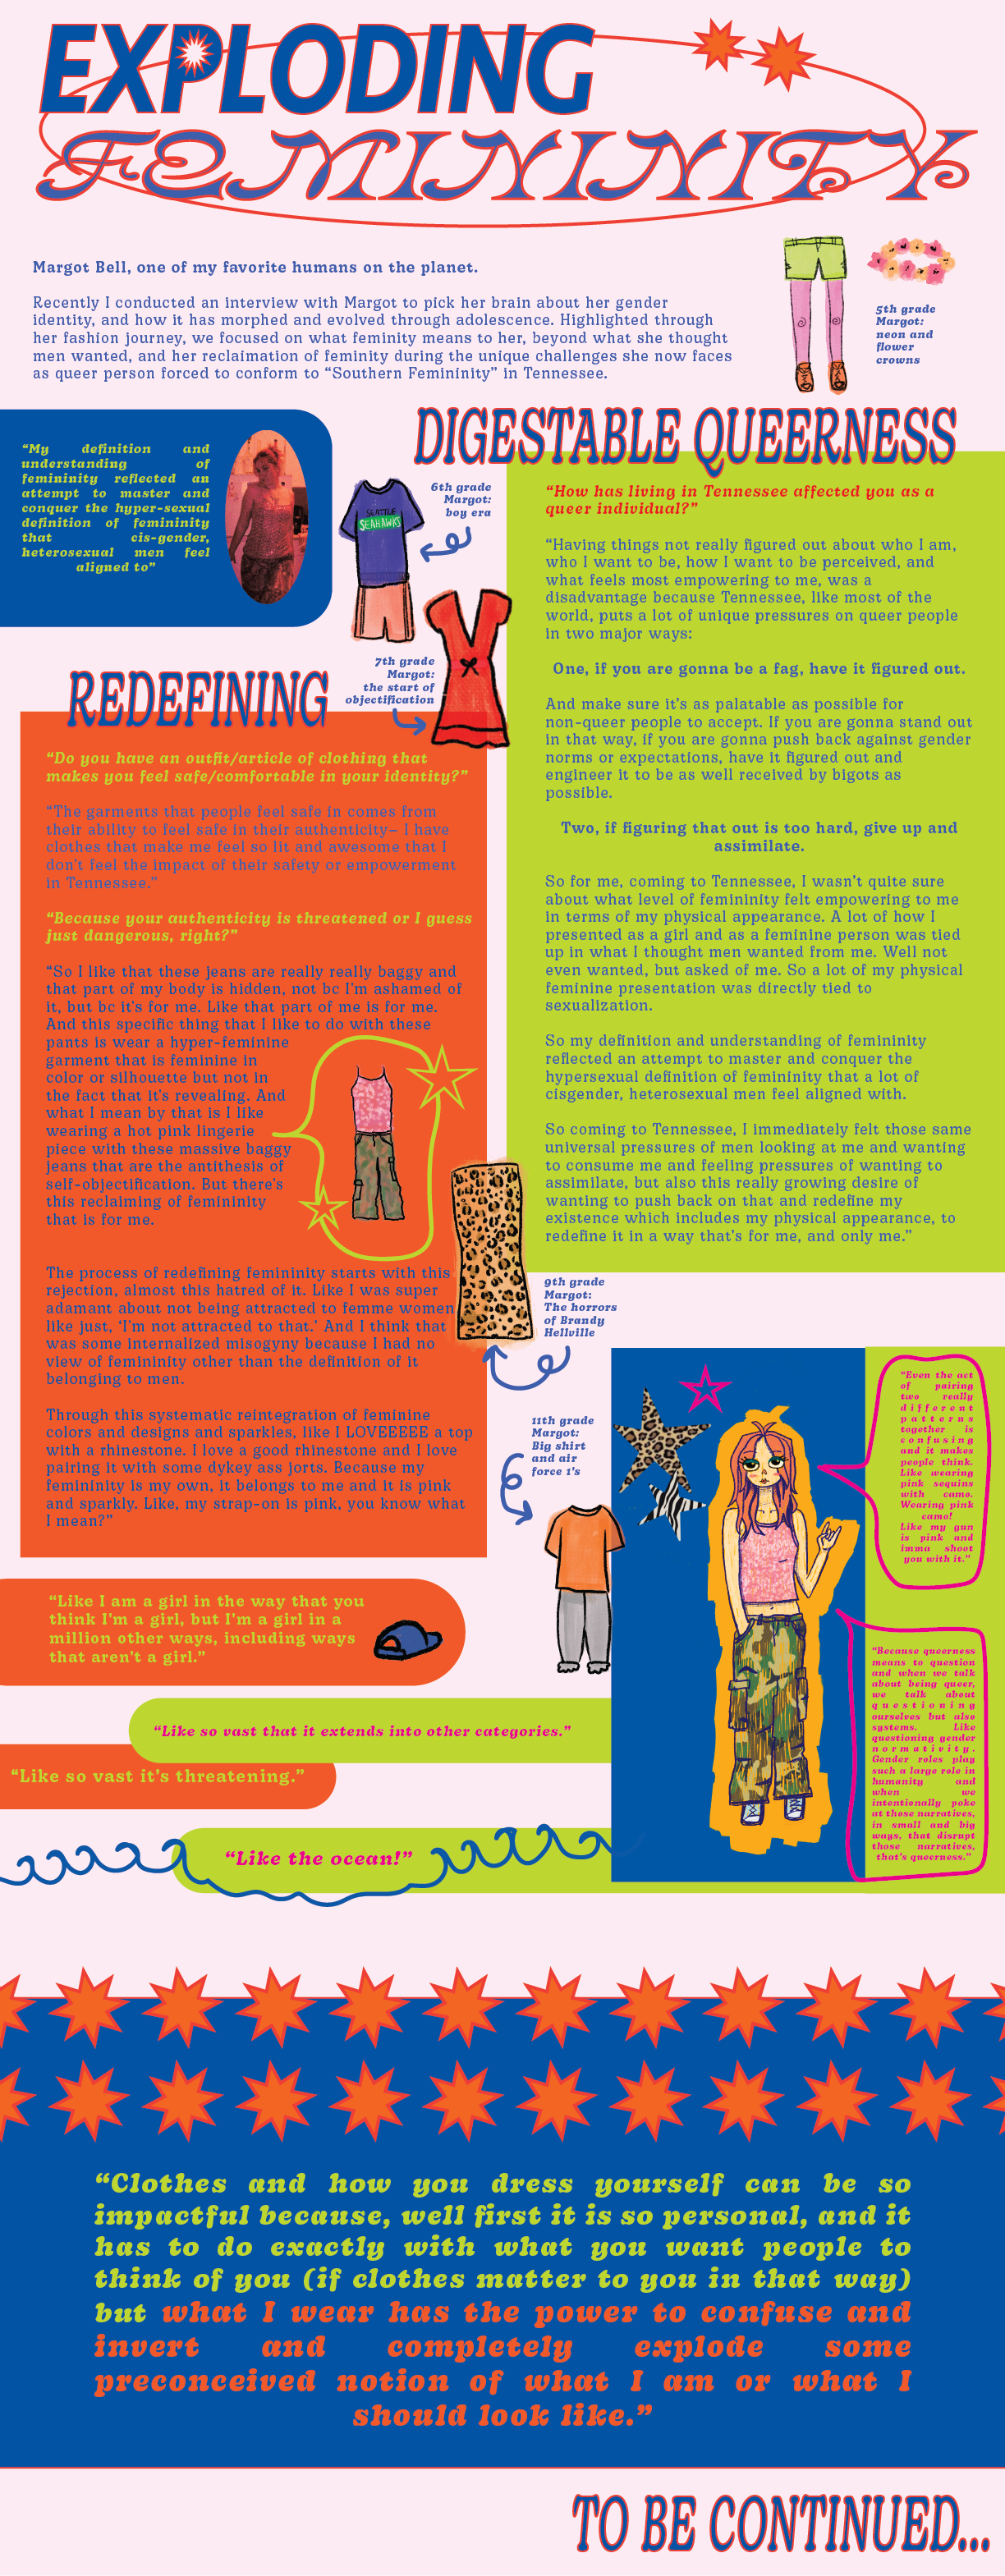 EXPLODING
FEMININITY
Margot Bell, one of my favorite humans on the planet.
Recently I conducted an interview with Margot to pick her brain about her gender
identity, and how it has morphed and evolved through adolescence. Highlighted through
her fashion journey, we focused on what feminity means to her, beyond what she thought
men wanted, and her reclaimation of feminity during the unique challenges she now faces
as queer person forced to conform to “Southern Femininity” in Tennessee.
5th grade
Margot:
neon and
flower
crowns
“My definition and
understanding of
femininity reflected an
attempt to master and
conquer the hyper-sexual
definition of femininity
that cis-gender,
heterosexual men feel
aligned to”
6th grade
Margot:
boy era
SEATTLE
SEAHAWKS
7th grade
Margot:
the start of
objectification
DIGESTABLE QUEERNESS
“How has living in Tennessee affected you as a
queer individual?”
“Having things not really figured out about who I am,
who I want to be, how I want to be perceived, and
what feels most empowering to me, was a
disadvantage because Tennessee, like most of the
world, puts a lot of unique pressures on queer people
in two major ways:
One, if you are gonna be a fag, have it figured out.
And make sure it’s as palatable as possible for
non-queer people to accept. If you are gonna stand out
in that way, if you are gonna push back against gender
norms or expectations, have it figured out and
engineer it to be as well received by bigots as
possible.
Two, if figuring that out is too hard, give up and
assimilate.
So for me, coming to Tennessee, I wasn’t quite sure
about what level of femininity felt empowering to me
in terms of my physical appearance. A lot of how I
presented as a girl and as a feminine person was tied
up in what I thought men wanted from me. Well not
even wanted, but asked of me. So a lot of my physical
feminine presentation was directly tied to
sexualization.
So my definition and understanding of femininity
reflected an attempt to master and conquer the
hypersexual definition of femininity that a lot of
cisgender, heterosexual men feel aligned with.
So coming to Tennessee, I immediately felt those same
universal pressures of men looking at me and wanting
to consume me and feeling pressures of wanting to
assimilate, but also this really growing desire of
wanting to push back on that and redefine my
existence which includes my physical appearance, to
redefine it in a way that’s for me, and only me.”
REDEFINING
“Do you have an outfit/article of clothing that
makes you feel safe/comfortable in your identity?”
“The garments that people feel safe in comes from
their ability to feel safe in their authenticity– I have
clothes that make me feel so lit and awesome that I
don’t feel the impact of their safety or empowerment
in Tennessee.”
“Because your authenticity is threatened or I guess
just dangerous, right?”
“So I like that these jeans are really really baggy and
that part of my body is hidden, not bc I’m ashamed of
it, but bc it’s for me. Like that part of me is for me.
And this specific thing that I like to do with these
pants is wear a hyper-feminine
garment that is feminine in
color or silhouette but not in
the fact that it’s revealing. And
what I mean by that is I like
wearing a hot pink lingerie
piece with these massive baggy
jeans that are the antithesis of
self-objectification. But there’s
this reclaiming of femininity
that is for me.
The process of redefining femininity starts with this
rejection, almost this hatred of it. Like I was super
adamant about not being attracted to femme women
like just, ‘I’m not attracted to that.’ And I think that
was some internalized misogyny because I had no
view of femininity other than the definition of it
belonging to men.
Through this systematic reintegration of feminine
colors and designs and sparkles, like I LOVEEEEE a top
with a rhinestone. I love a good rhinestone and I love
pairing it with some dykey ass jorts. Because my
femininity is my own, it belongs to me and it is pink
and sparkly. Like, my strap-on is pink, you know what
I mean?”
9th grade
Margot:
The horrors
of Brandy
Hellville
11th grade
Margot:
Big shirt
and air
force 1’s
“Even the act
of pairing
two really
different
patterns
together is
confusing
and it makes
people think.
Like wearing
pink sequins
with camo.
Wearing pink
camo!
Like my gun
is pink and
imma shoot
you with it.”
“Because queerness
means to question
and when we talk
about being queer,
we talk about
questioning
ourselves but also
systems. Like
questioning gender
normativity.
Gender roles play
such a large role in
humanity and
when we
intentionally poke
at those narratives,
in small and big
ways, that disrupt
those narratives,
that’s queerness.”
“Like I am a girl in the way that you
think I’m a girl, but I’m a girl in a
million other ways, including ways
that aren’t a girl.”
“Like so vast that it extends into other categories.”
“Like so vast it’s threatening.”
“Like the ocean!”
“Clothes and how you dress yourself can be so
impactful because, well first it is so personal, and it
has to do exactly with what you want people to
think of you (if clothes matter to you in that way)
but what I wear has the power to confuse and
invert and completely explode some
preconceived notion of what I am or what I
should look like.”
TO BE CONTINUED...